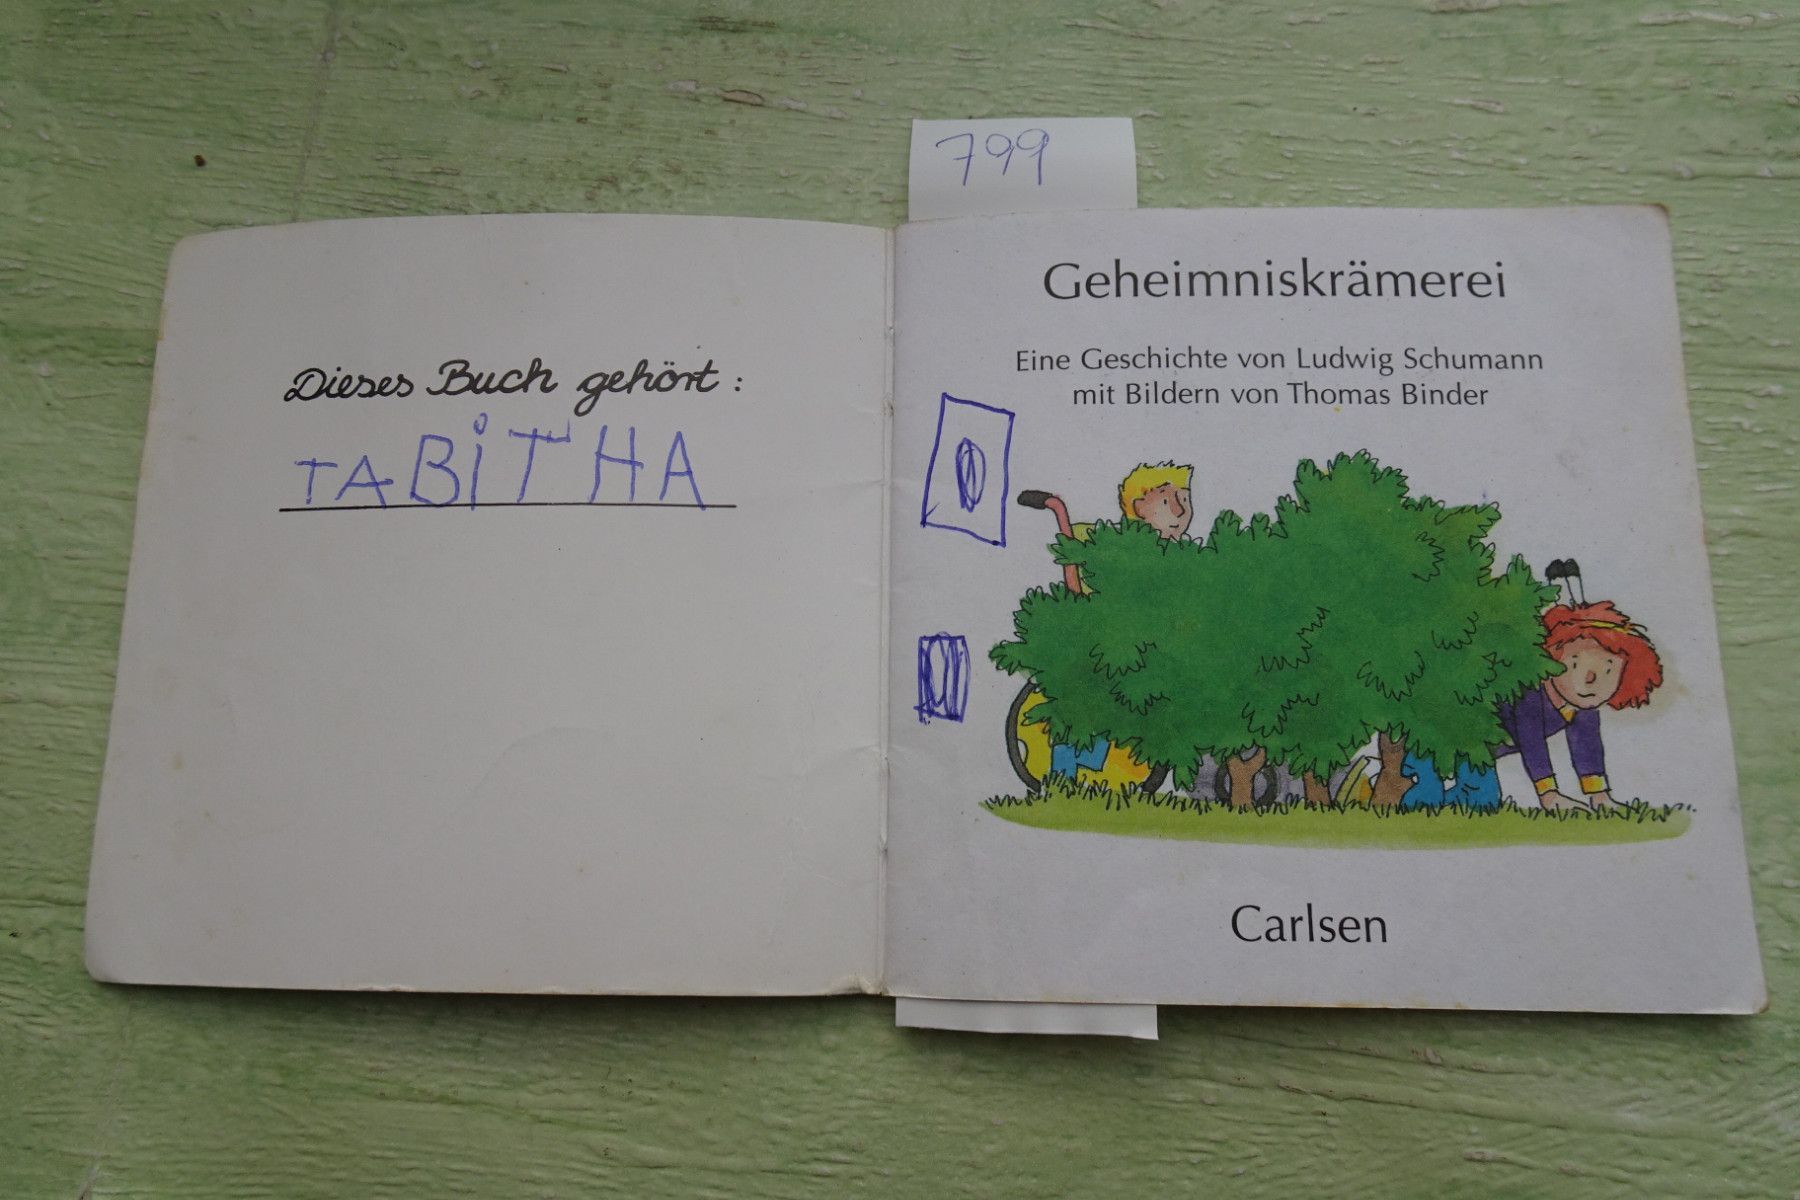 799
Dieses Buch gehört:
TABiTHA
Geheimniskrämerei
Eine Geschichte von Ludwig Schumann
mit Bildern von Thomas Binder
Carlsen